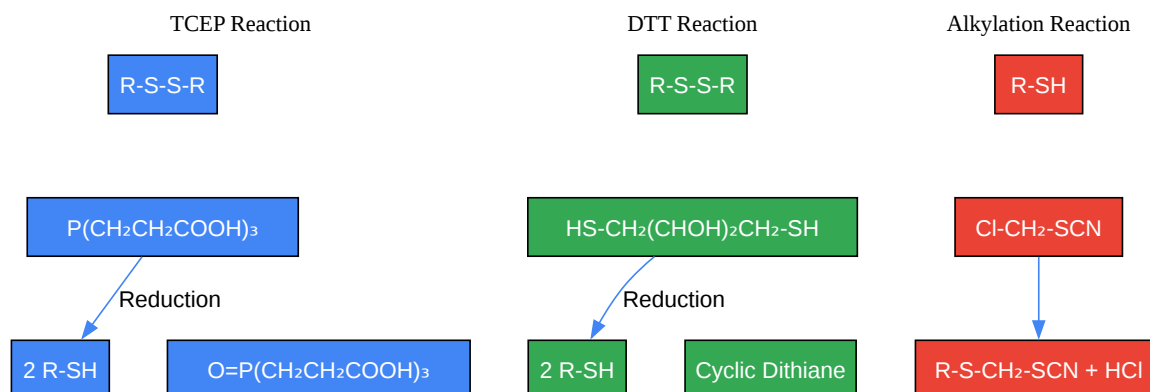 TCEP Reaction
R-S-S-R
P(CH₂CH₂COOH)₃
Reduction
2 R-SH
O=P(CH₂CH₂COOH)₃
DTT Reaction
R-S-S-R
HS-CH₂(CHOH)₂CH₂-SH
Reduction
2 R-SH
Cyclic Dithiane
Alkylation Reaction
R-SH
Cl-CH₂-SCN
R-S-CH₂-SCN + HCl